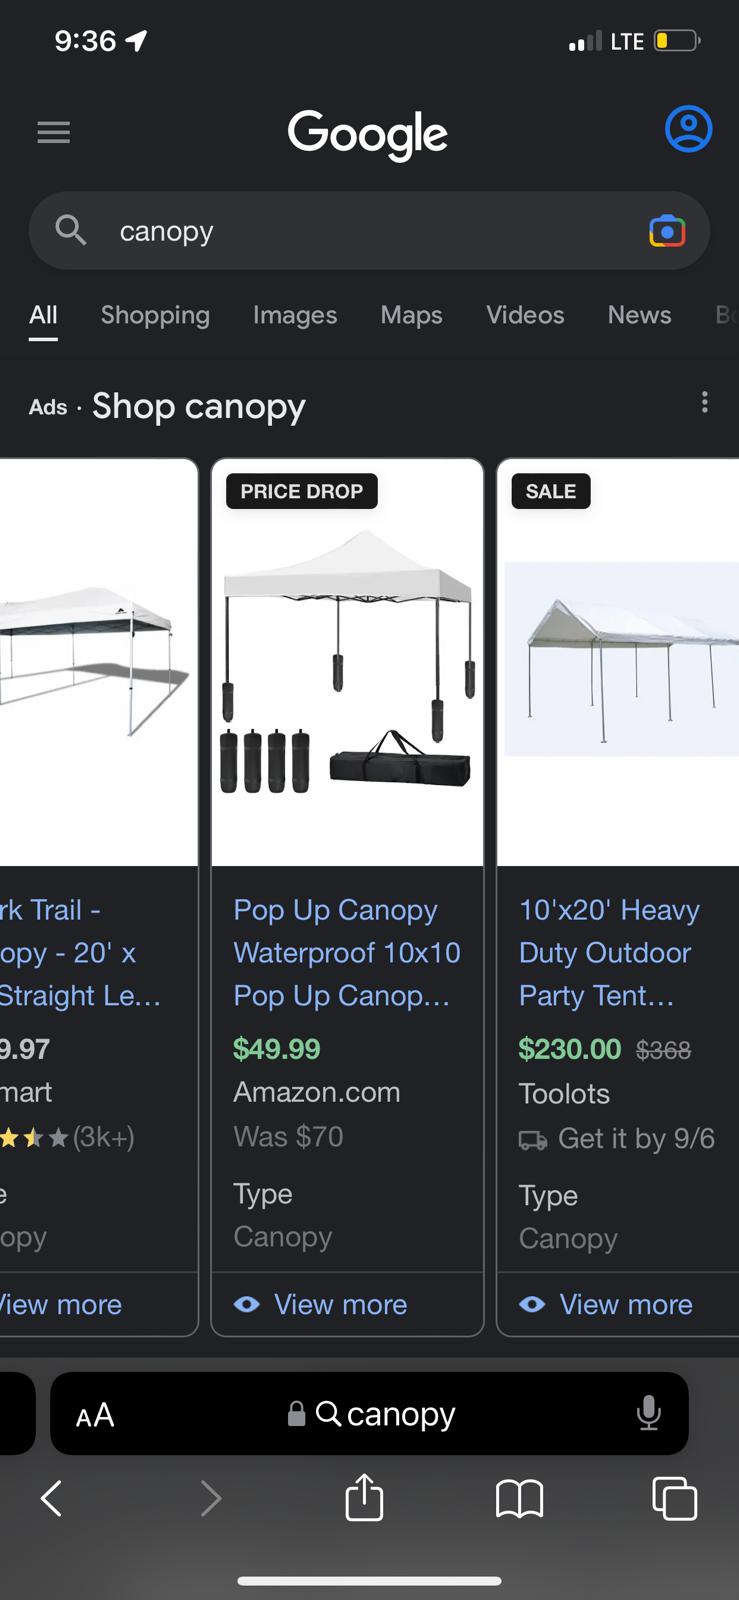 9:36
LTE
Google
canopy
All Shopping Images Maps Videos News
Ads · Shop canopy
PRICE DROP
SALE
rk Trail -
opy - 20' x
Straight Le...
9.97
mart
(3k+)
e
opy
View more
Pop Up Canopy
Waterproof 10x10
Pop Up Canop...
$49.99
Amazon.com
Was $70
Type
Canopy
View more
10'x20' Heavy
Duty Outdoor
Party Tent...
$230.00 $368
Toolots
Get it by 9/6
Type
Canopy
View more
AA canopy